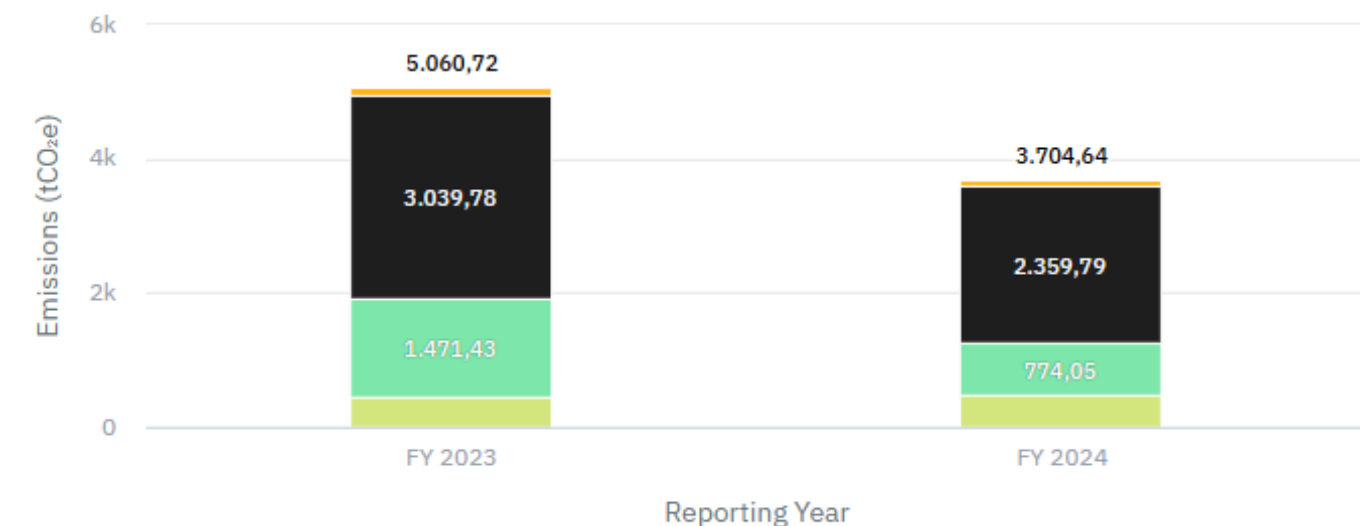 6k
5.060,72
Emissions (tCO₂e)
4k
3.704,64
3.039,78
2.359,79
2k
1.471,43
774,05
0
FY 2023
FY 2024
Reporting Year